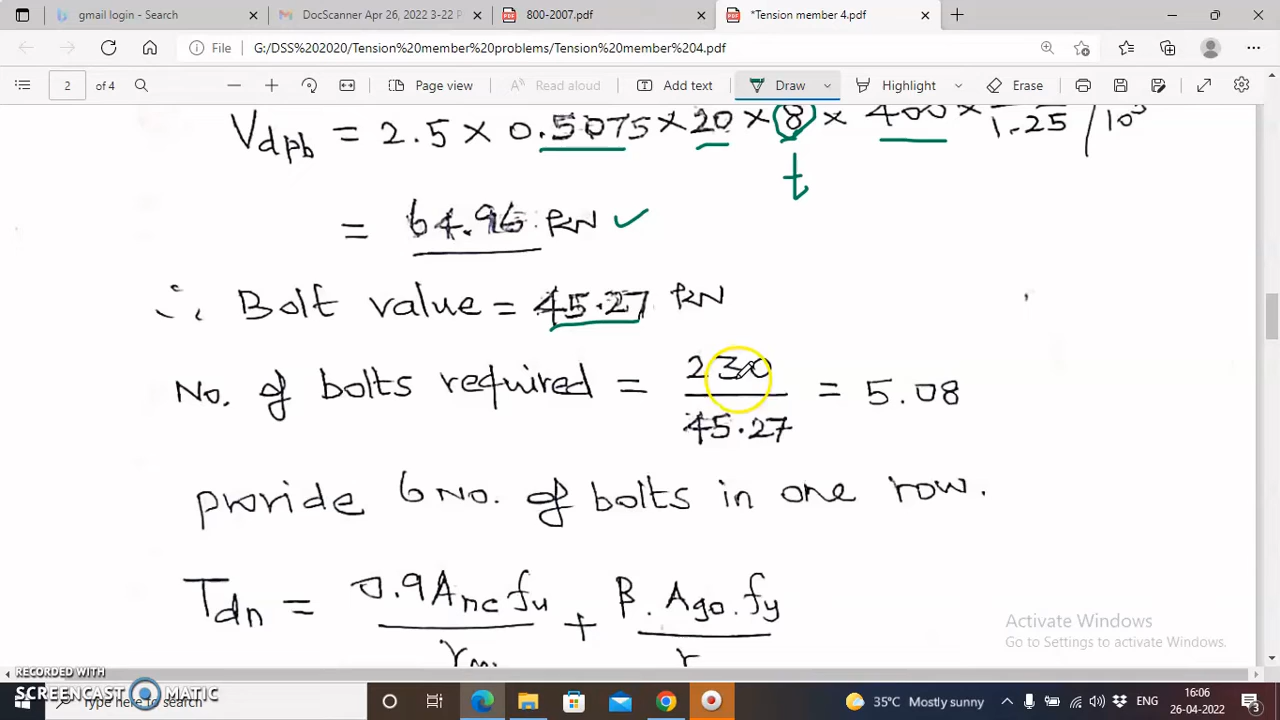 gmail login - Search
DocScanner Apr 26, 2022 3-22 P
800-2007.pdf
*Tension member 4.pdf
File
G:/DSS%202020/Tension%20member%20problems/Tension%20member%204.pdf
2 of 4
Page view
Read aloud
Add text
Draw
Highlight
Erase
Vdpb = 2.5 × 0.5075 × 20 × 8 × 400 × 1.25 / 10³
t
= 64.96 KN ✓
∴ Bolt value = 45.27 KN
No. of bolts required = 230 / 45.27 = 5.08
provide 6 No. of bolts in one row.
Tdn = 0.9 Anc fu + β. Ago. fy
Activate Windows
Go to Settings to activate Windows.
RECORDED WITH
SCREENCAST MATIC
here to search
35°C Mostly sunny
ENG
16:06
26-04-2022
3